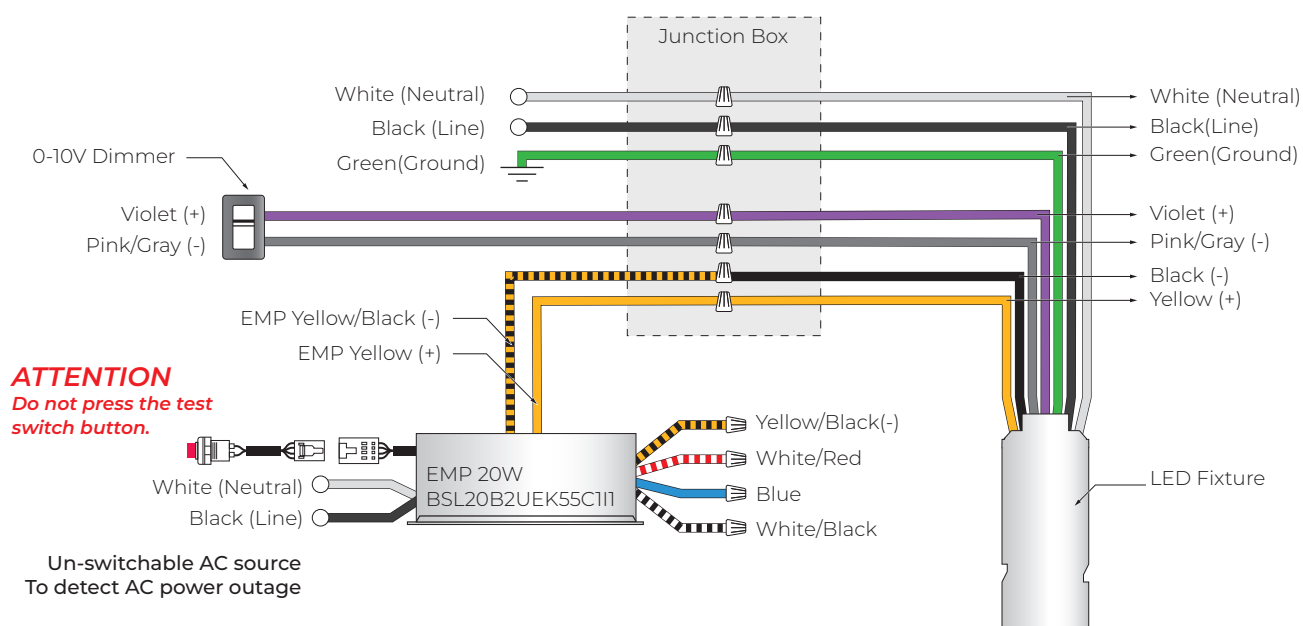 Junction Box
White (Neutral)
Black (Line)
Green(Ground)
0-10V Dimmer
Violet (+)
Pink/Gray (-)
White (Neutral)
Black(Line)
Green(Ground)
Violet (+)
Pink/Gray (-)
Black (-)
Yellow (+)
EMP Yellow/Black (-)
EMP Yellow (+)
ATTENTION
Do not press the test
switch button.
White (Neutral)
Black (Line)
EMP 20W
BSL20B2UEK55C1I1
Yellow/Black(-)
White/Red
Blue
White/Black
LED Fixture
Un-switchable AC source
To detect AC power outage